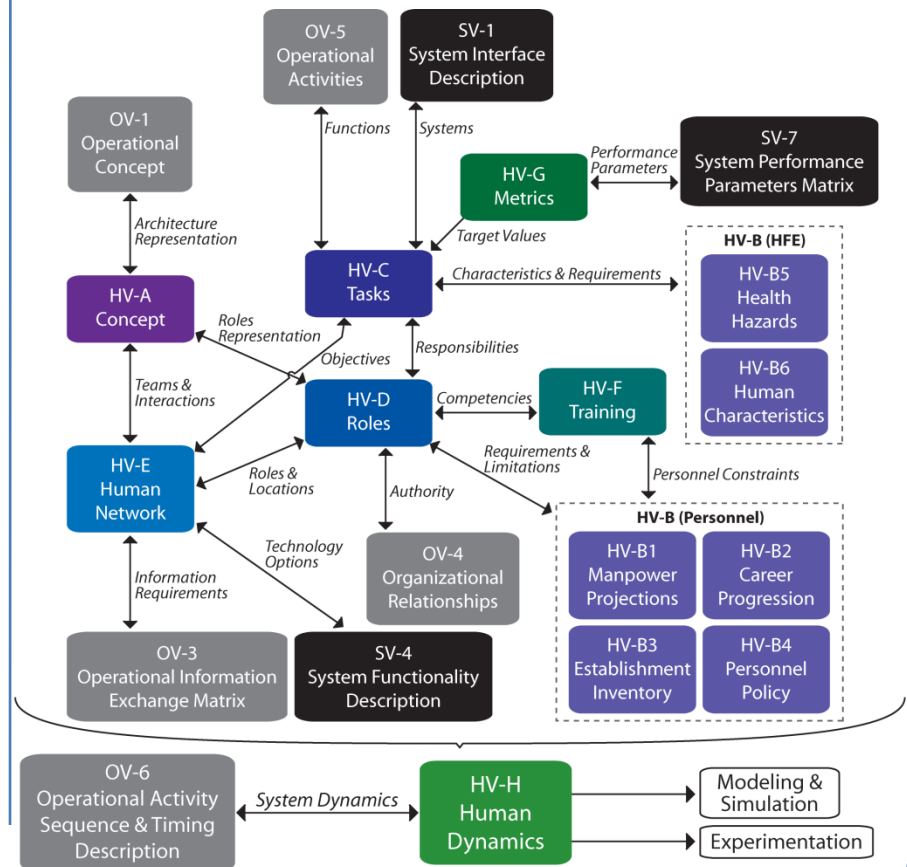 OV-5
Operational
Activities
SV-1
System Interface
Description
OV-1
Operational
Concept
Functions
Systems
SV-7
System Performance
Parameters Matrix
Performance
Parameters
HV-G
Metrics
Architecture
Representation
Target Values
HV-B (HFE)
HV-C
Tasks
Characteristics & Requirements
HV-B5
Health
Hazards
HV-A
Concept
Roles
Representation
Objectives
Responsibilities
HV-B6
Human
Characteristics
Teams &
Interactions
HV-D
Roles
Competencies
HV-F
Training
HV-E
Human
Network
Roles &
Locations
Authority
Requirements &
Limitations
Personnel Constraints
HV-B (Personnel)
Technology
Options
Information
Requirements
OV-4
Organizational
Relationships
HV-B1
Manpower
Projections
HV-B2
Career
Progression
OV-3
Operational Information
Exchange Matrix
SV-4
System Functionality
Description
HV-B3
Establishment
Inventory
HV-B4
Personnel
Policy
OV-6
Operational Activity
Sequence & Timing
Description
System Dynamics
HV-H
Human
Dynamics
Modeling &
Simulation
Experimentation